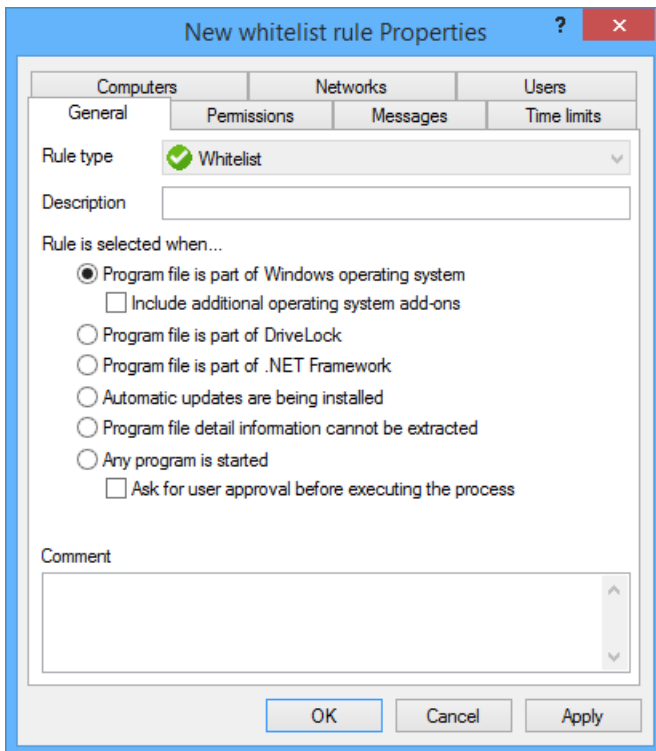 New whitelist rule Properties
?
Computers
Networks
Users
General
Permissions
Messages
Time limits
Rule type
Whitelist
Description
Rule is selected when...
Program file is part of Windows operating system
Include additional operating system add-ons
Program file is part of DriveLock
Program file is part of .NET Framework
Automatic updates are being installed
Program file detail information cannot be extracted
Any program is started
Ask for user approval before executing the process
Comment
OK
Cancel
Apply